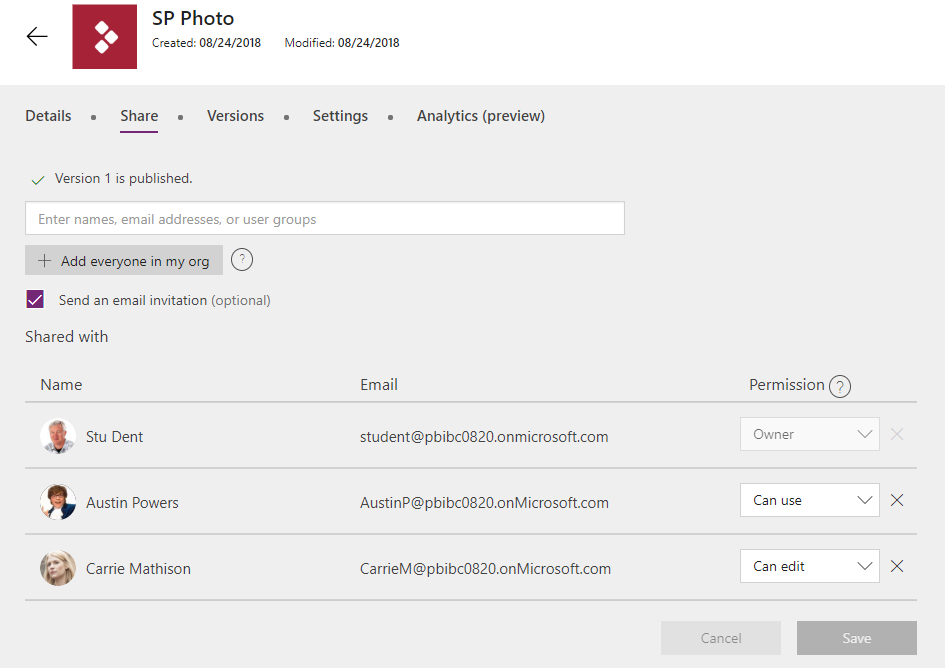 SP Photo
Created: 08/24/2018 Modified: 08/24/2018
Details • Share • Versions • Settings • Analytics (preview)
Version 1 is published.
Enter names, email addresses, or user groups
Add everyone in my org ?
Send an email invitation (optional)
Shared with
Name Email Permission ?
Stu Dent student@pbibc0820.onmicrosoft.com Owner
Austin Powers AustinP@pbibc0820.onMicrosoft.com Can use
Carrie Mathison CarrieM@pbibc0820.onMicrosoft.com Can edit
Cancel Save